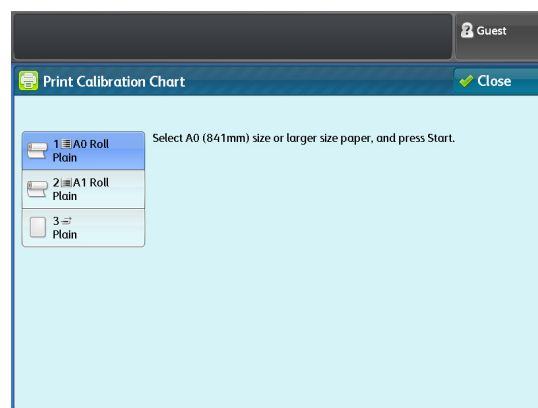 Guest
Print Calibration Chart
Close
Select A0 (841mm) size or larger size paper, and press Start.
1 A0 Roll
Plain
2 A1 Roll
Plain
3
Plain